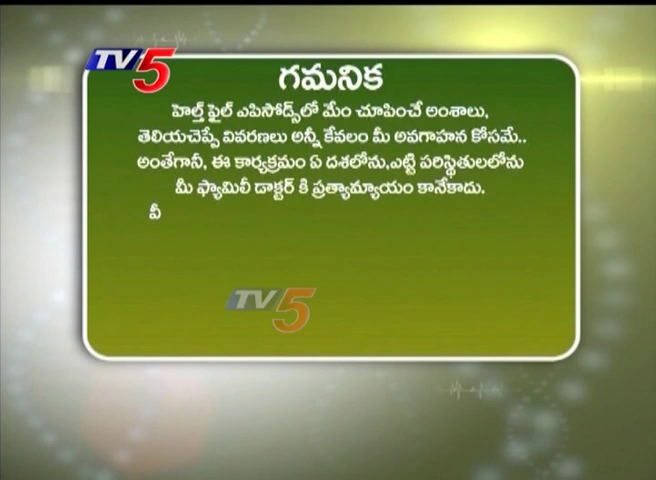 TV5
గమనిక
హెల్త్ ఫైల్ ఎపిసోడ్స్‌లో మేం చూపించే అంశాలు,
తెలియచెప్పే వివరణలు అన్నీ కేవలం మీ అవగాహన కోసమే..
అంతేగానీ, ఈ కార్యక్రమం ఏ దశలోను,ఎట్టి పరిస్థితులలోను
మీ ఫ్యామిలీ డాక్టర్ కి ప్రత్యామ్యాయం కానేకాదు.
వీ
TV5